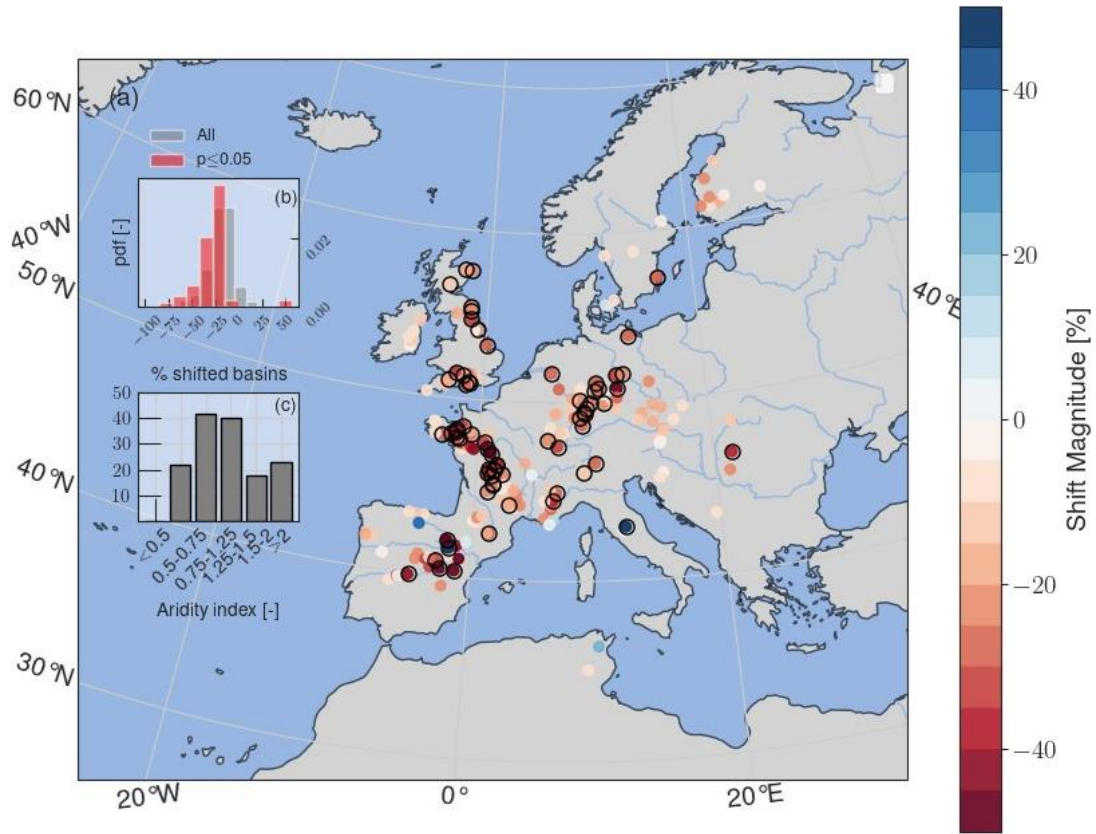 (a)
All
p≤0.05
(b)
pdf [-]
0.02
0.00
−100
−75
−50
−25
0
25
50
% shifted basins
(c)
50
40
30
20
10
<0.5
0.5-0.75
0.75-1.25
1.25-1.5
1.5-2
>2
Aridity index [-]
60°N
40°W
50°N
40°N
30°N
20°W
0°
20°E
40°E
40
20
0
−20
−40
Shift Magnitude [%]